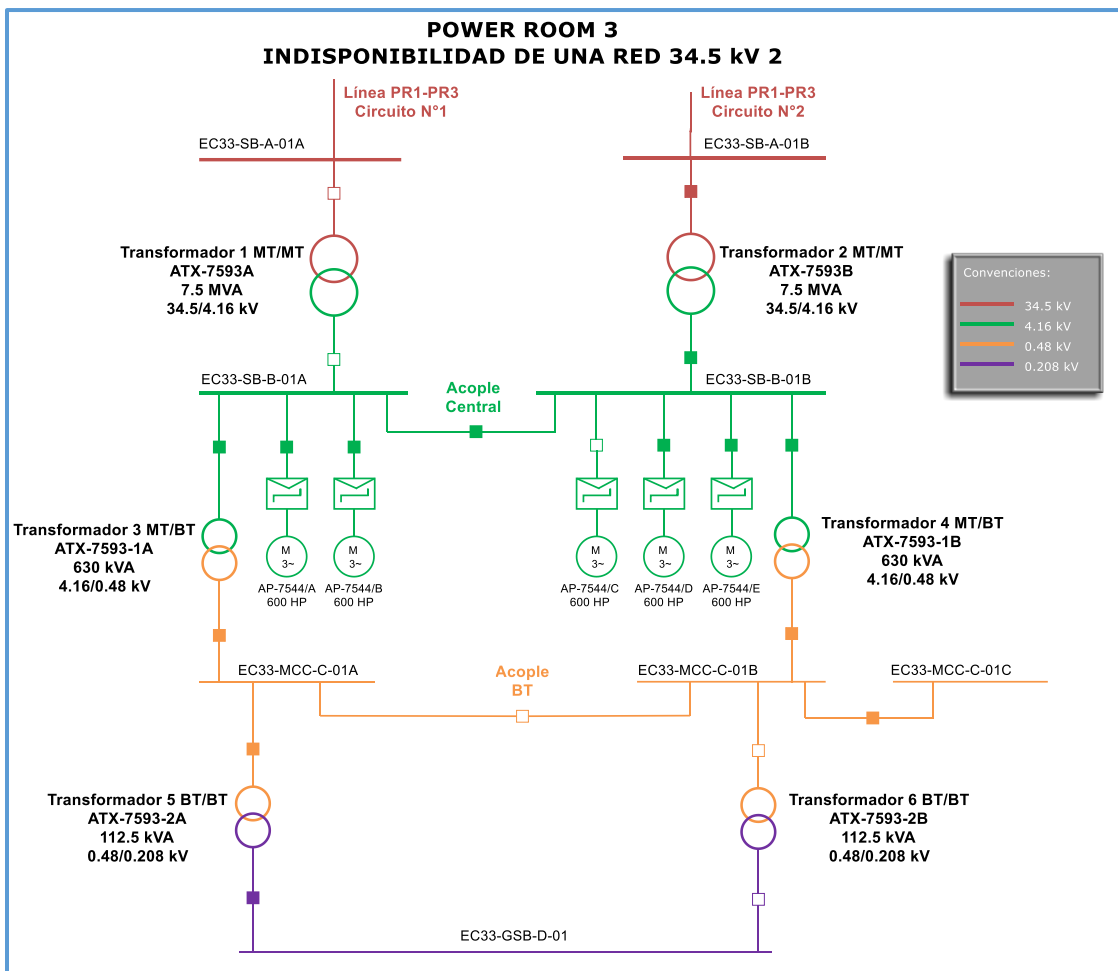 POWER ROOM 3
INDISPONIBILIDAD DE UNA RED 34.5 kV 2
Línea PR1-PR3
Circuito N°1
Línea PR1-PR3
Circuito N°2
EC33-SB-A-01A
EC33-SB-A-01B
Transformador 1 MT/MT
ATX-7593A
7.5 MVA
34.5/4.16 kV
Transformador 2 MT/MT
ATX-7593B
7.5 MVA
34.5/4.16 kV
Convenciones:
34.5 kV
4.16 kV
0.48 kV
0.208 kV
EC33-SB-B-01A
Acople
Central
EC33-SB-B-01B
Transformador 3 MT/BT
ATX-7593-1A
630 kVA
4.16/0.48 kV
M
3~
AP-7544/A
600 HP
M
3~
AP-7544/B
600 HP
M
3~
AP-7544/C
600 HP
M
3~
AP-7544/D
600 HP
M
3~
AP-7544/E
600 HP
Transformador 4 MT/BT
ATX-7593-1B
630 kVA
4.16/0.48 kV
EC33-MCC-C-01A
Acople
BT
EC33-MCC-C-01B
EC33-MCC-C-01C
Transformador 5 BT/BT
ATX-7593-2A
112.5 kVA
0.48/0.208 kV
Transformador 6 BT/BT
ATX-7593-2B
112.5 kVA
0.48/0.208 kV
EC33-GSB-D-01